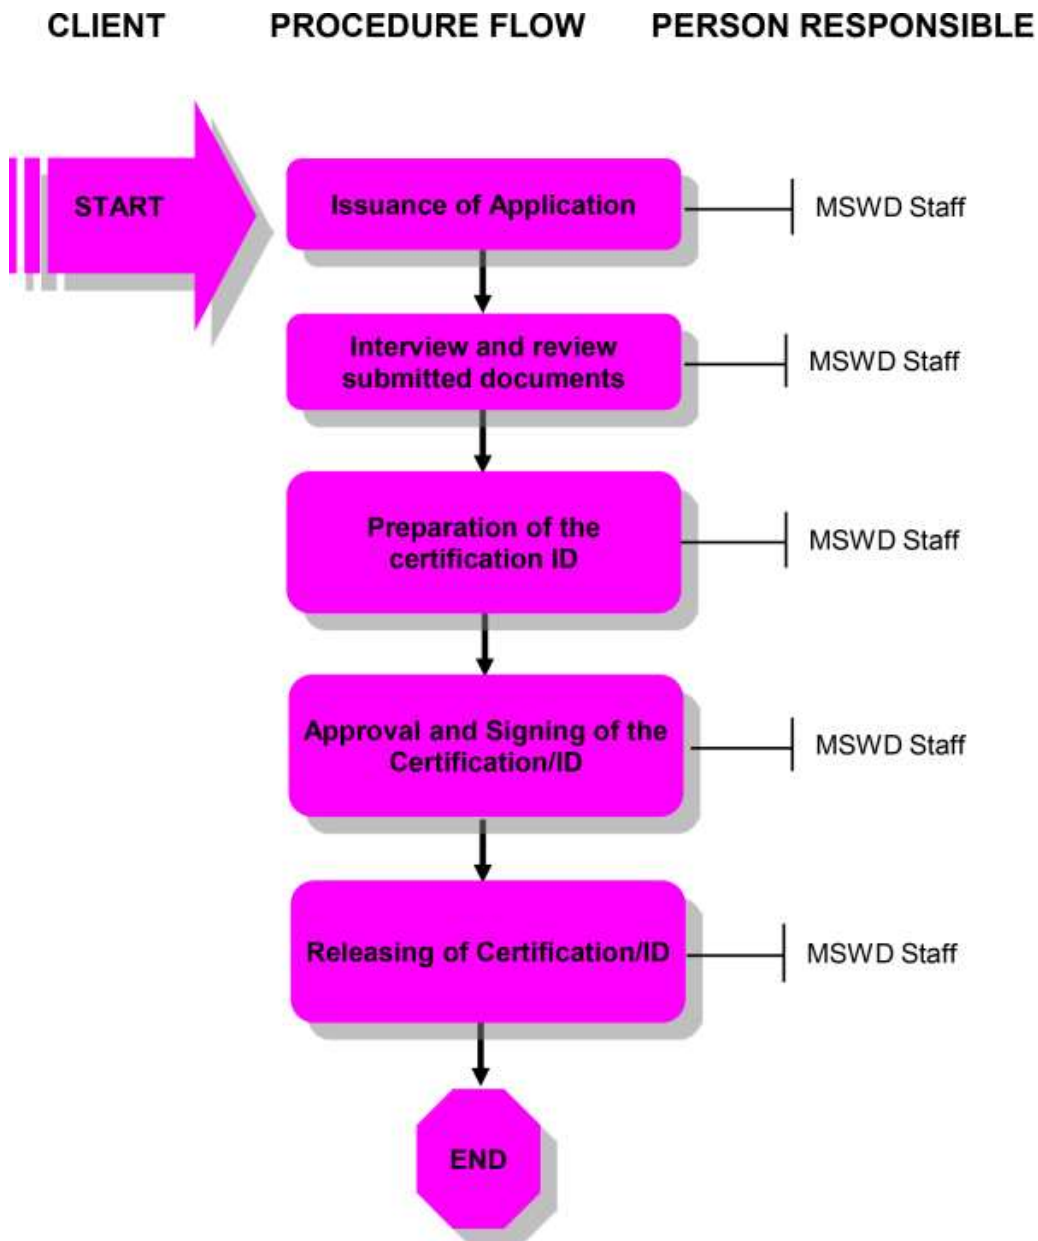 CLIENT PROCEDURE FLOW PERSON RESPONSIBLE
START
Issuance of Application
MSWD Staff
Interview and review
submitted documents
MSWD Staff
Preparation of the
certification ID
MSWD Staff
Approval and Signing of the
Certification/ID
MSWD Staff
Releasing of Certification/ID
MSWD Staff
END